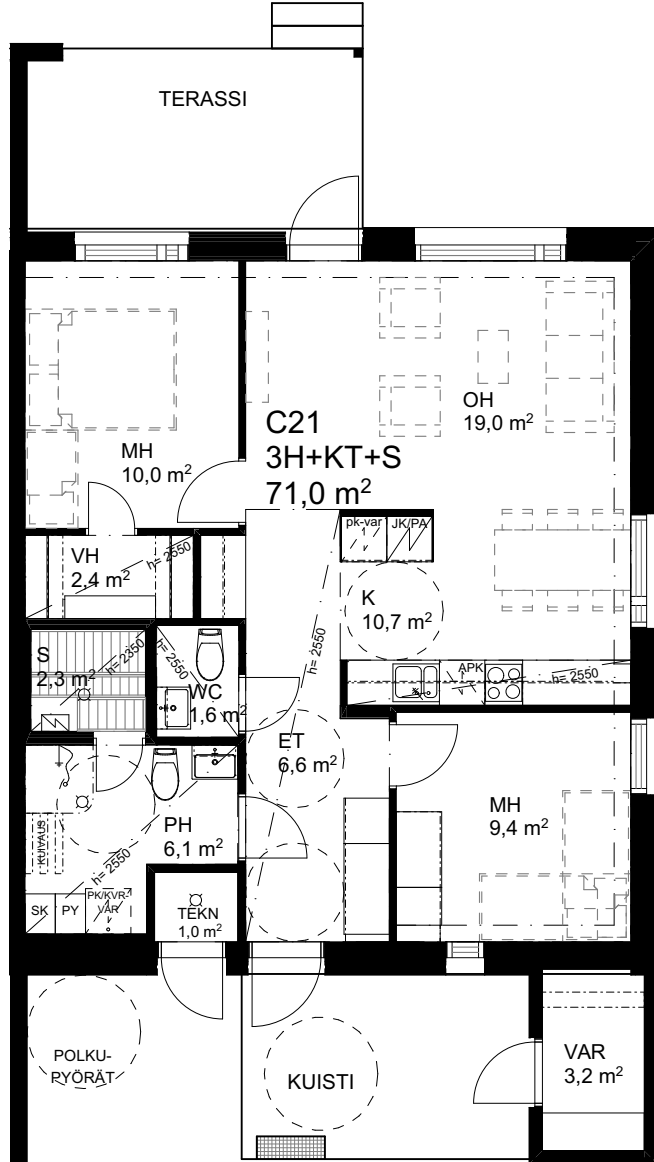 TERASSI
OH
19,0 m²
C21
3H+KT+S
71,0 m²
MH
10,0 m²
pk-var
JK/PA
VH
2,4 m²
h= 2550
K
10,7 m²
h= 2550
S
2,3 m²
h= 2350
h= 2550
WC
1,6 m²
APK
h= 2550
ET
6,6 m²
MH
9,4 m²
PH
6,1 m²
KUIVAUS
h= 2550
SK
PY
PK/KVR-
VAR
TEKN
1,0 m²
POLKU-
PYÖRÄT
KUISTI
VAR
3,2 m²